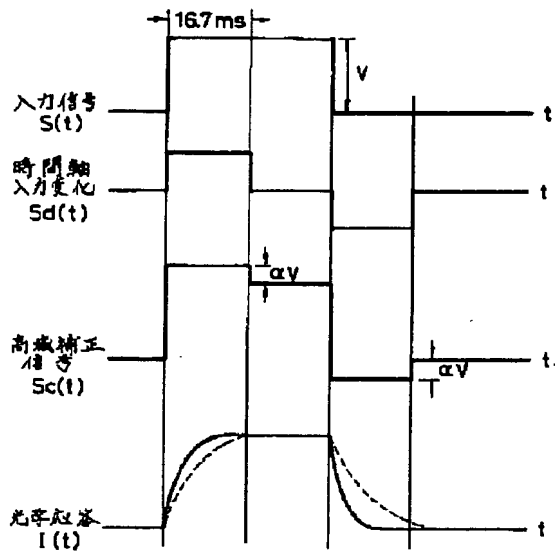 16.7ms
V
入力信号
S(t)
t
時間軸
入力変化
Sd(t)
t
αV
高域補正
信号
Sc(t)
t.
αV
光学応答
I(t)
t